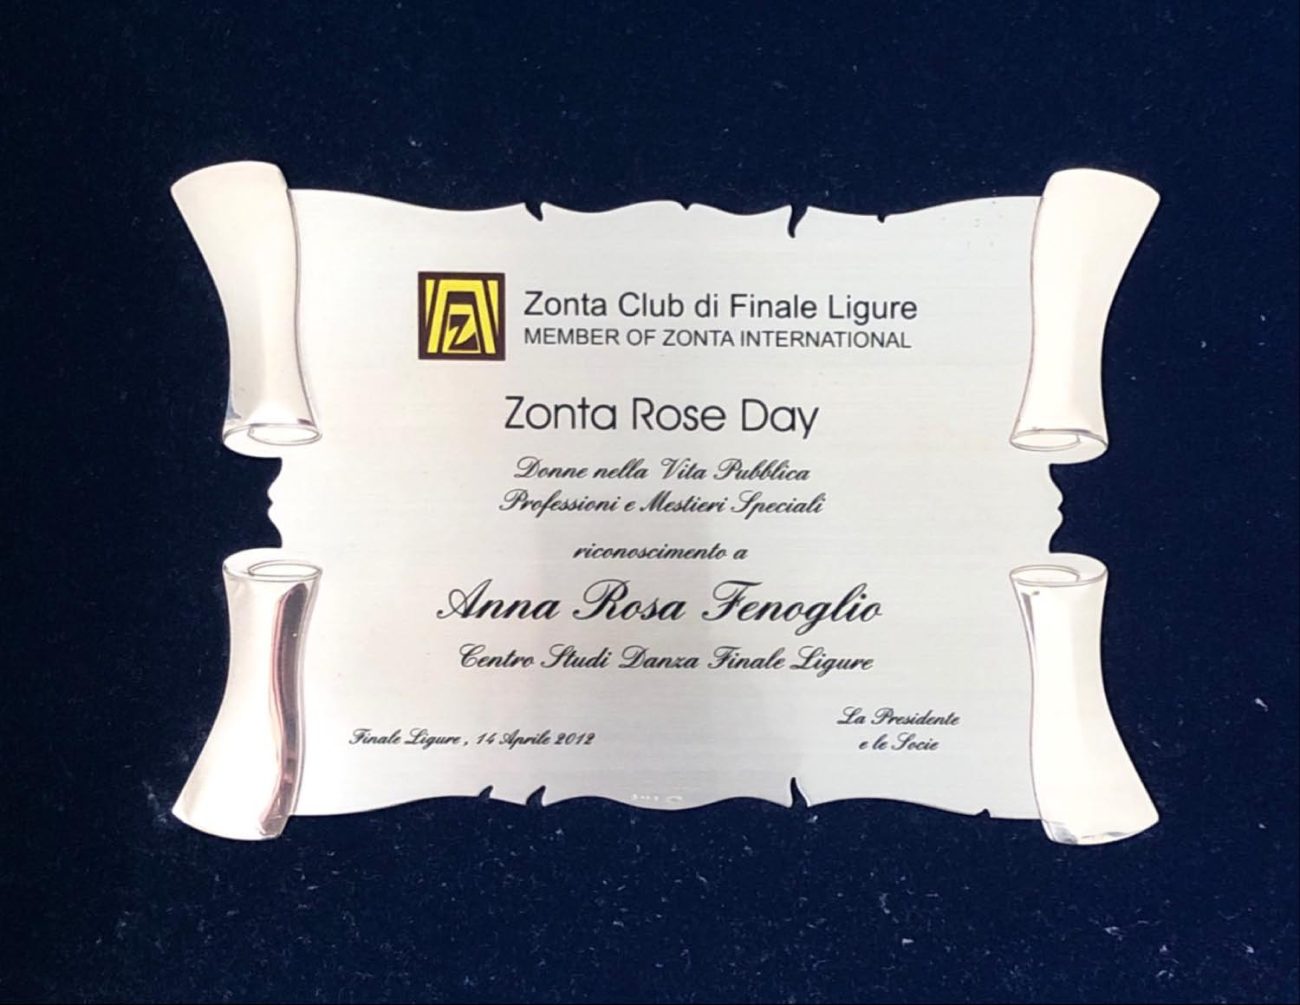 Zonta Club di Finale Ligure
MEMBER OF ZONTA INTERNATIONAL
Zonta Rose Day
Donne nella Vita Pubblica
Professioni e Mestieri Speciali
riconoscimento a
Anna Rosa Fenoglio
Centro Studi Danza Finale Ligure
La Presidente
e le Socie
Finale Ligure, 14 Aprile 2012